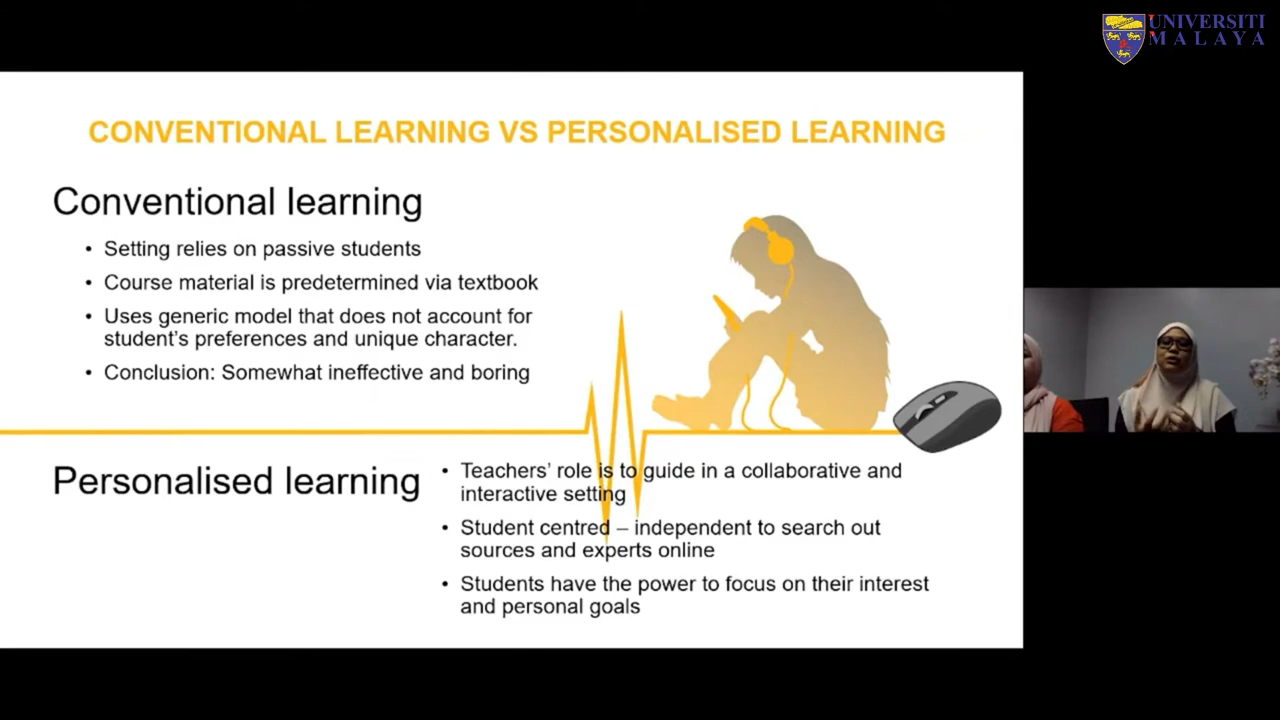 UNIVERSITI
MALAYA
CONVENTIONAL LEARNING VS PERSONALISED LEARNING
Conventional learning
• Setting relies on passive students
• Course material is predetermined via textbook
• Uses generic model that does not account for
student's preferences and unique character.
• Conclusion: Somewhat ineffective and boring
Personalised learning
• Teachers' role is to guide in a collaborative and
interactive setting
• Student centred – independent to search out
sources and experts online
• Students have the power to focus on their interest
and personal goals